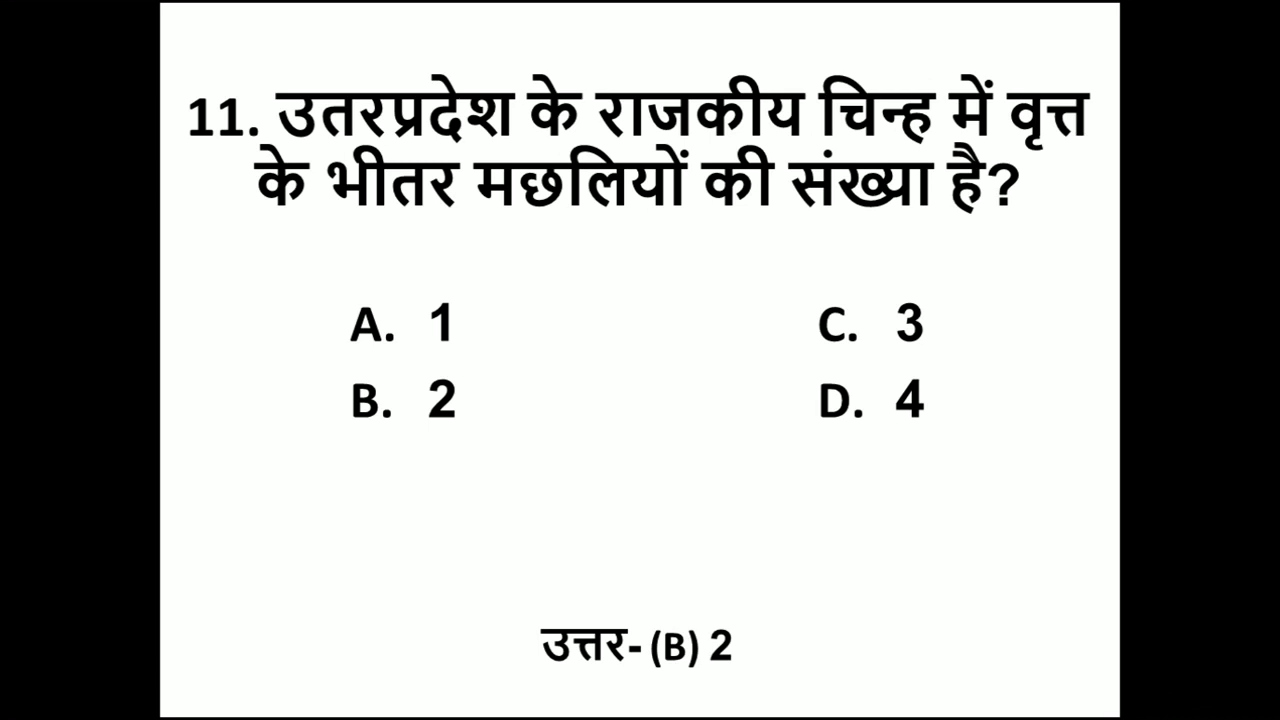 11. उतरप्रदेश के राजकीय चिन्ह में वृत्त
के भीतर मछलियों की संख्या है?
A. 1
B. 2
C. 3
D. 4
उत्तर- (B) 2